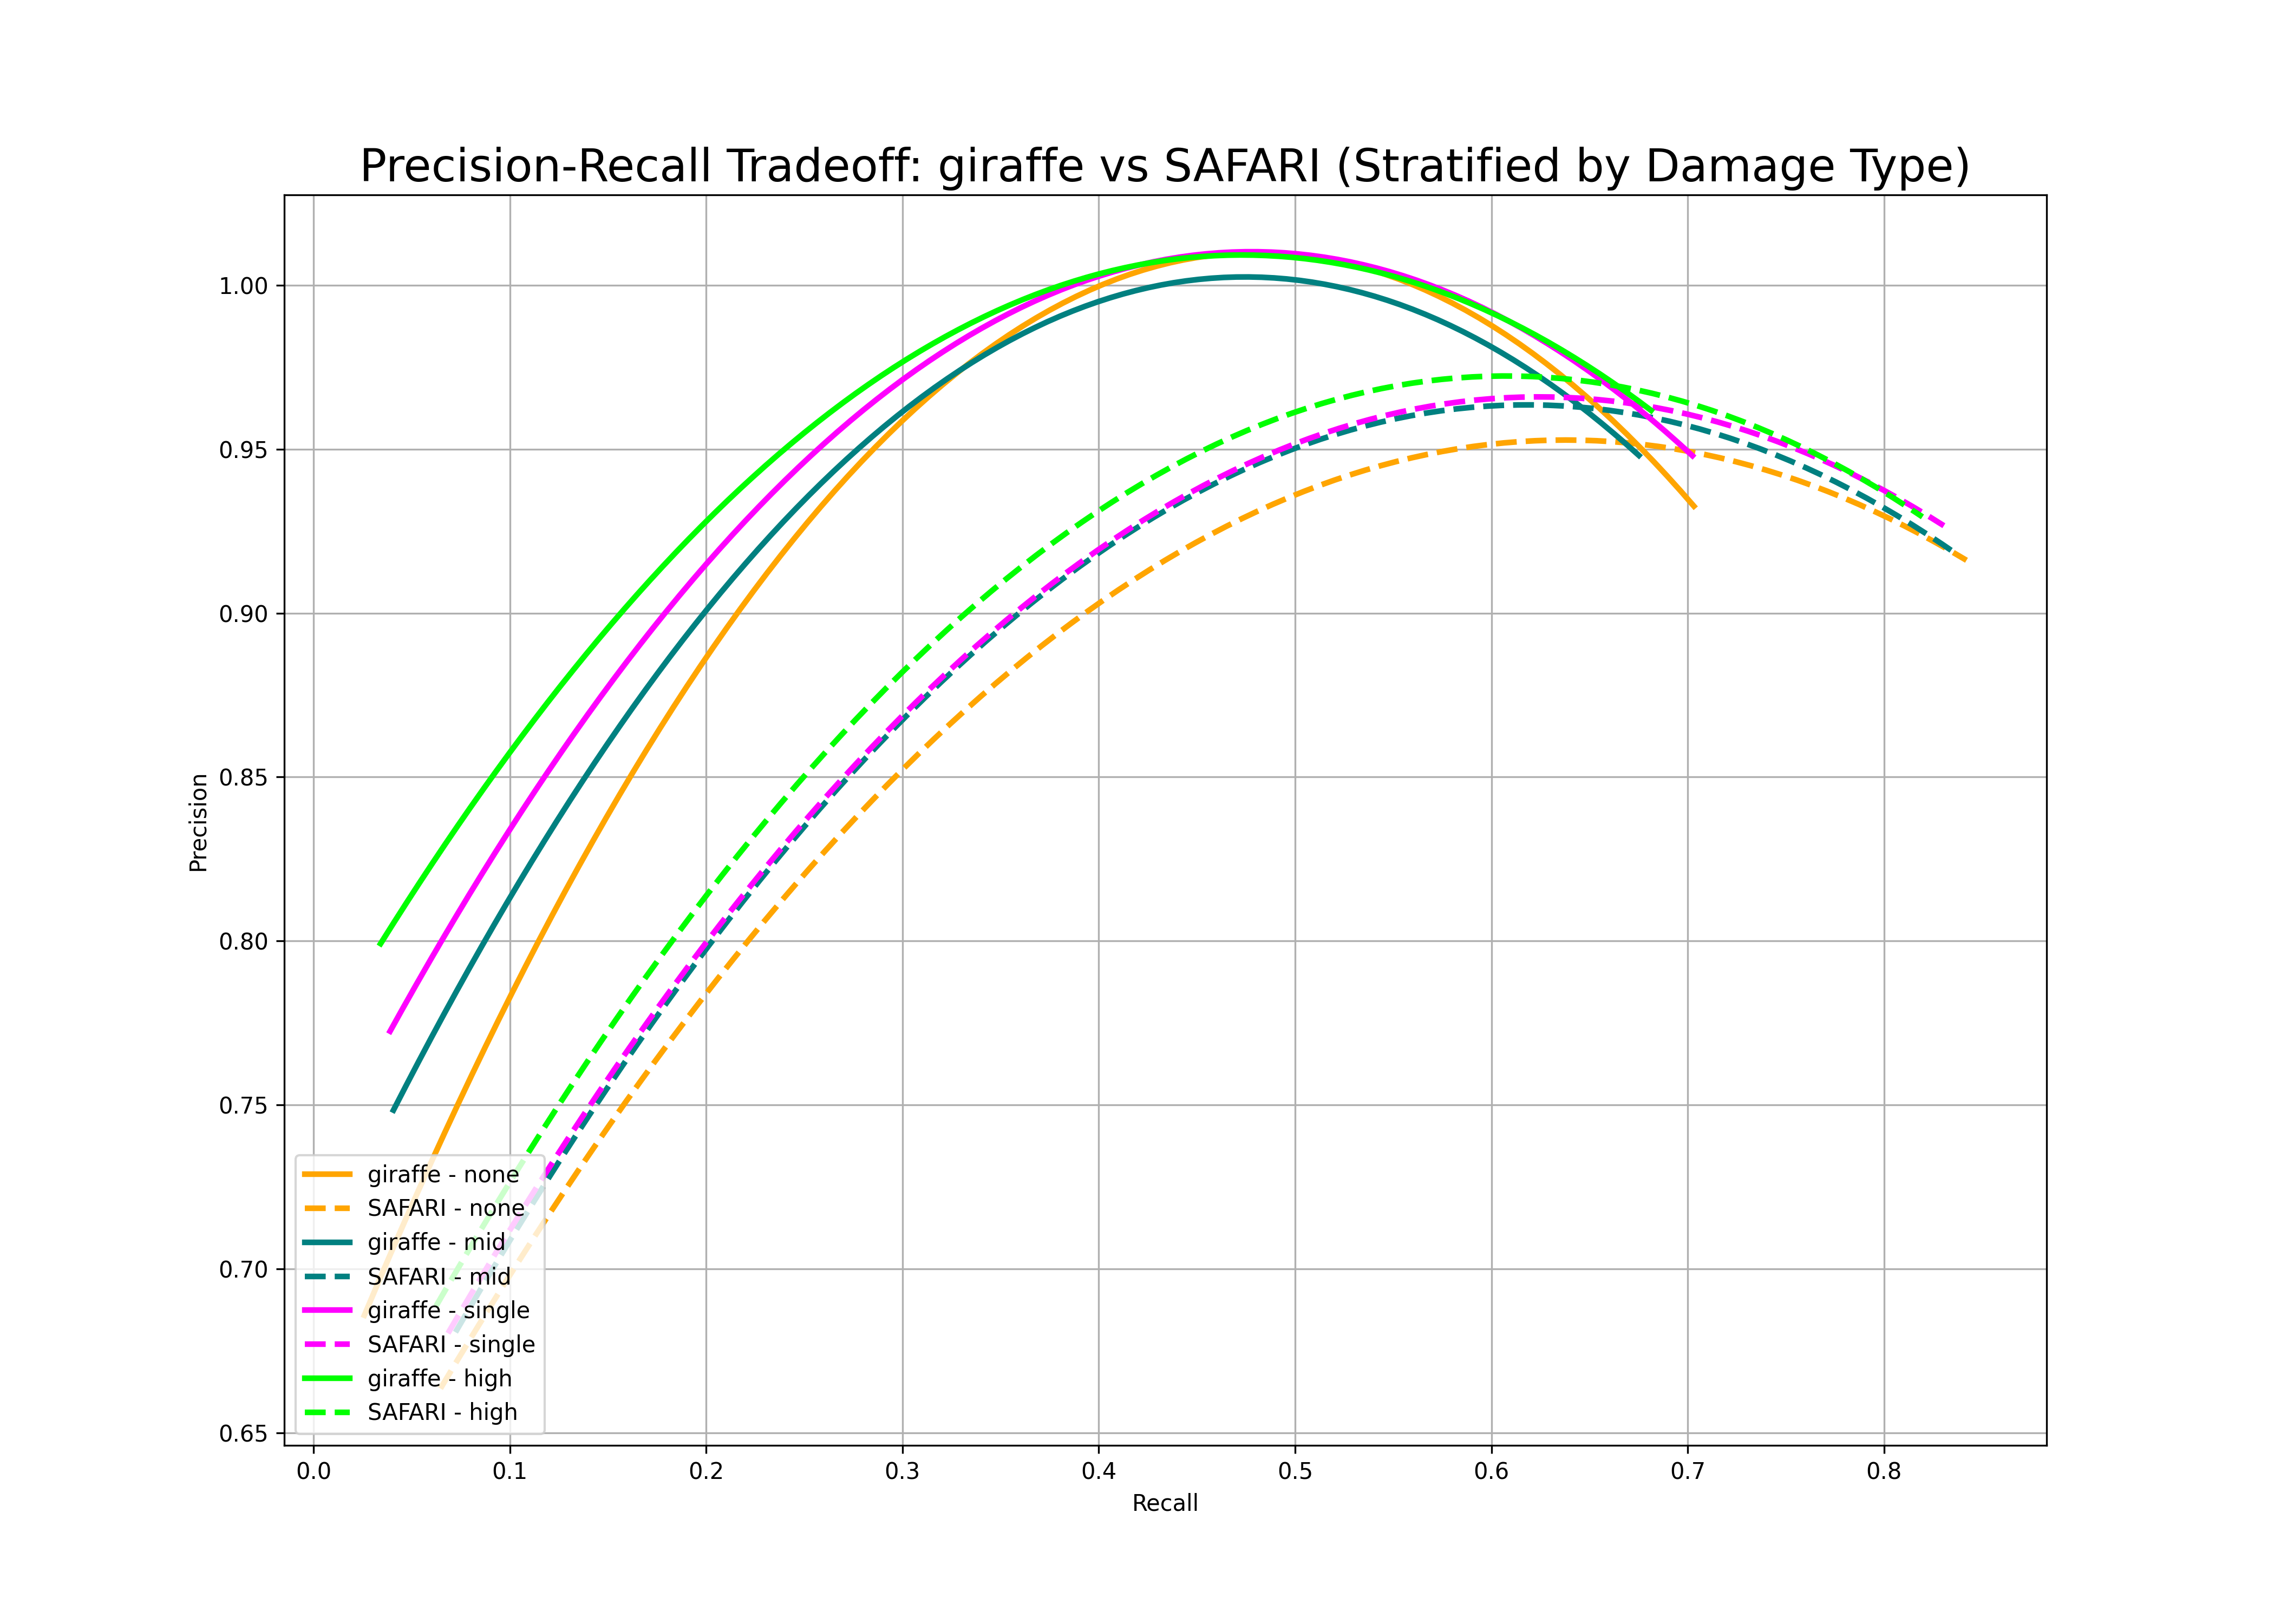 Precision-Recall Tradeoff: giraffe vs SAFARI (Stratified by Damage Type)
1.00
0.95
0.90
0.85
0.80
0.75
0.70
0.65
Precision
giraffe - none
SAFARI - none
giraffe - mid
SAFARI - mid
giraffe - single
SAFARI - single
giraffe - high
SAFARI - high
0.0 0.1 0.2 0.3 0.4 0.5 0.6 0.7 0.8
Recall